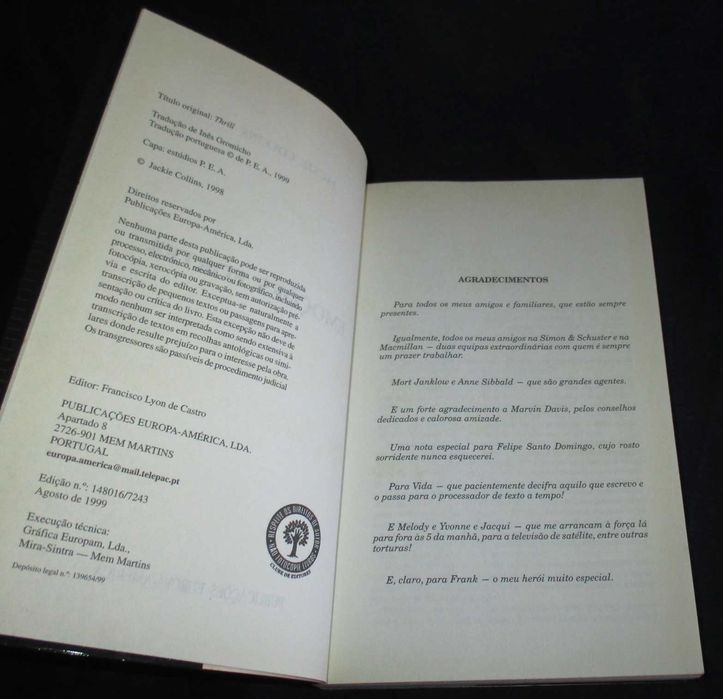 Título original: Thrill
Tradução de Inês Gromicho
Tradução portuguesa © de P. E. A., 1999
Capa: estúdios P. E. A.
© Jackie Collins, 1998
Direitos reservados por
Publicações Europa-América, Lda.
Nenhuma parte desta publicação pode ser reproduzida
ou transmitida por qualquer forma ou por qualquer
processo, electrónico, mecânico ou fotográfico, incluindo
fotocópia, xerocópia ou gravação, sem autorização pré-
via e escrita do editor. Exceptua-se naturalmente a
transcrição de pequenos textos ou passagens para apre-
sentação ou crítica do livro. Esta excepção não deve de
modo nenhum ser interpretada como sendo extensiva à
transcrição de textos em recolhas antológicas ou simi-
lares donde resulte prejuízo para o interesse pela obra.
Os transgressores são passíveis de procedimento judicial
Editor: Francisco Lyon de Castro
PUBLICAÇÕES EUROPA-AMÉRICA, LDA.
Apartado 8
2726-901 MEM MARTINS
PORTUGAL
europa.america@mail.telepac.pt
Edição n.º: 148016/7243
Agosto de 1999
Execução técnica:
Gráfica Europam, Lda.,
Mira-Sintra — Mem Martins
Depósito legal n.º: 139654/99
RESPEITE OS DIREITOS DE AUTOR
NÃO FOTOCOPIE LIVROS
CLUBE DE EDITORES
AGRADECIMENTOS
Para todos os meus amigos e familiares, que estão sempre
presentes.
Igualmente, todos os meus amigos na Simon & Schuster e na
Macmillan — duas equipas extraordinárias com quem é sempre
um prazer trabalhar.
Mort Janklow e Anne Sibbald — que são grandes agentes.
E um forte agradecimento a Marvin Davis, pelos conselhos
dedicados e calorosa amizade.
Uma nota especial para Felipe Santo Domingo, cujo rosto
sorridente nunca esquecerei.
Para Vida — que pacientemente decifra aquilo que escrevo e
o passa para o processador de texto a tempo!
E Melody e Yvonne e Jacqui — que me arrancam à força lá
para fora às 5 da manhã, para a televisão de satélite, entre outras
torturas!
E, claro, para Frank — o meu herói muito especial.